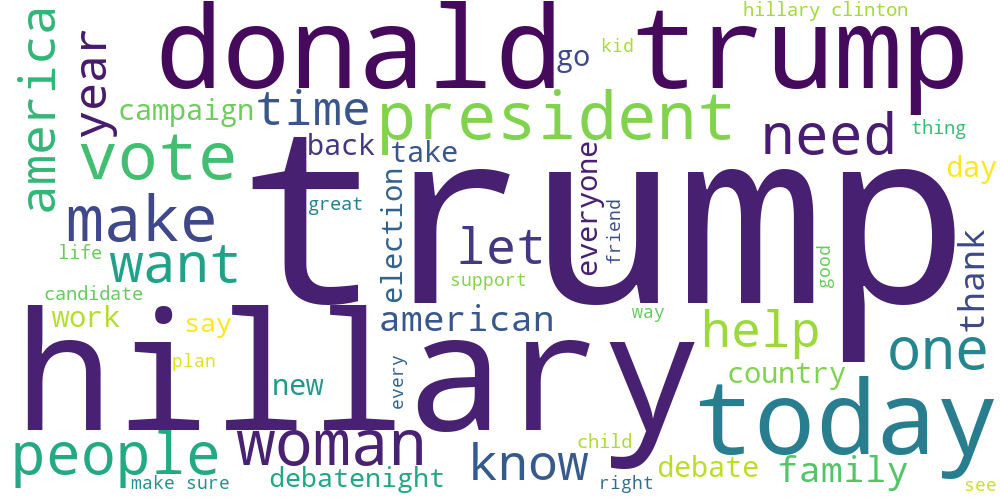 hillary clinton
donald trump
america
year
go
kid
campaign
time
president
need
thing
vote
back
take
everyone
day
trump
make
great
election
friend
let
life
want
support
good
thank
candidate
hillary
work
say
american
way
help
one
plan
new
every
country
today
people
woman
know
child
debate
family
make sure
debatenight
right
see